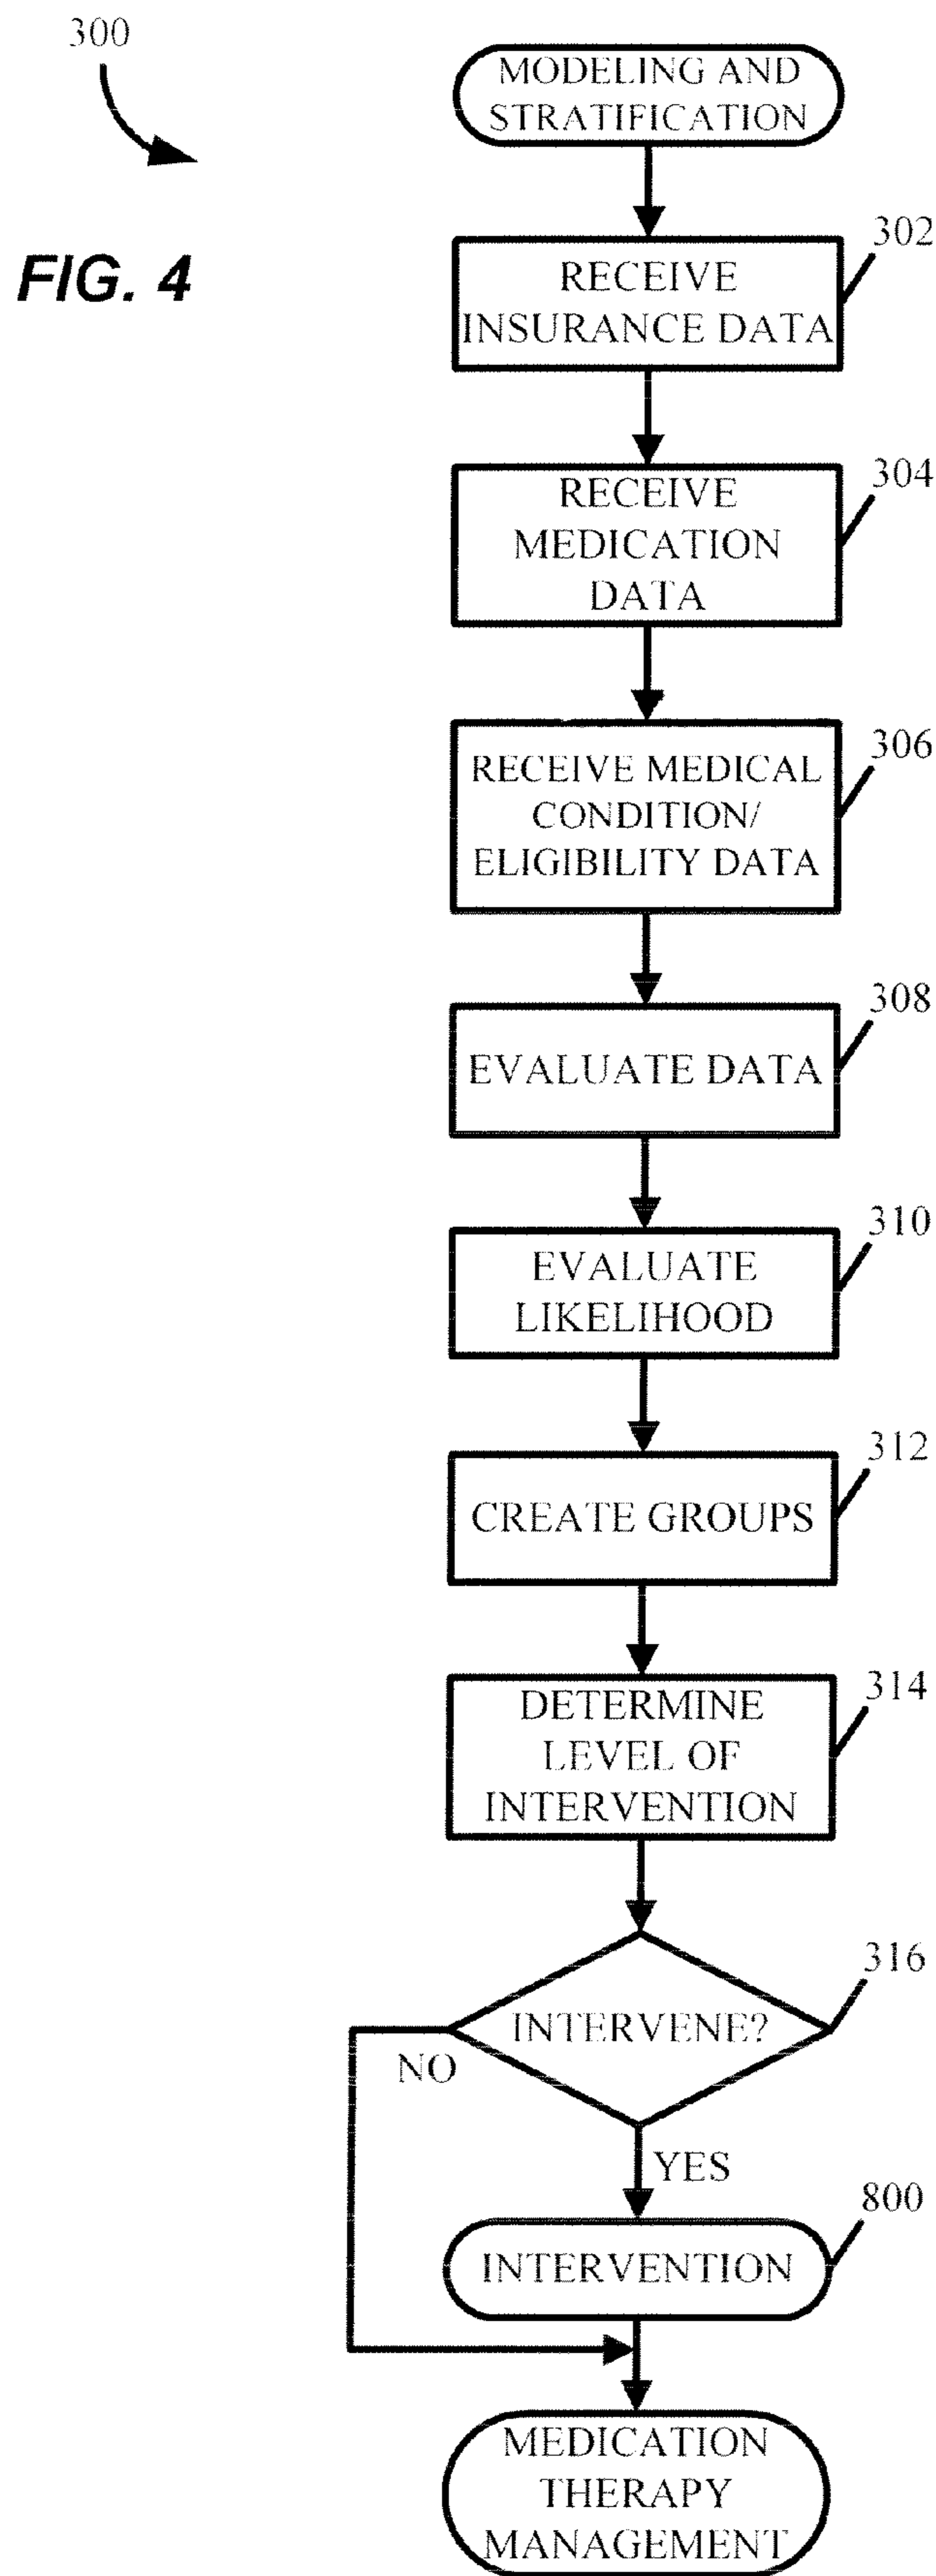 300
MODELING AND
STRATIFICATION
FIG. 4
302
RECEIVE
INSURANCE DATA
304
RECEIVE
MEDICATION
DATA
306
RECEIVE MEDICAL
CONDITION/
ELIGIBILITY DATA
308
EVALUATE DATA
310
EVALUATE
LIKELIHOOD
312
CREATE GROUPS
314
DETERMINE
LEVEL OF
INTERVENTION
316
INTERVENE?
NO
YES
800
INTERVENTION
MEDICATION
THERAPY
MANAGEMENT